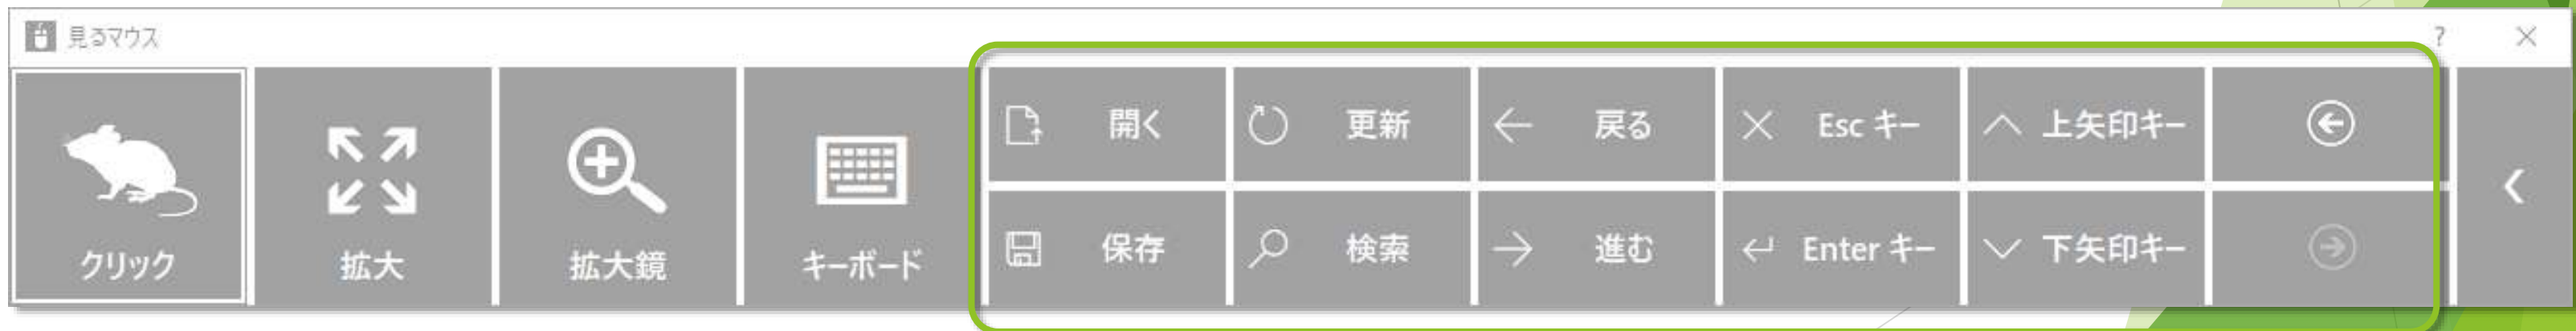 見るマウス
?
クリック
拡大
拡大鏡
キーボード
開く
更新
戻る
Esc キー
上矢印キー
保存
検索
進む
Enter キー
下矢印キー